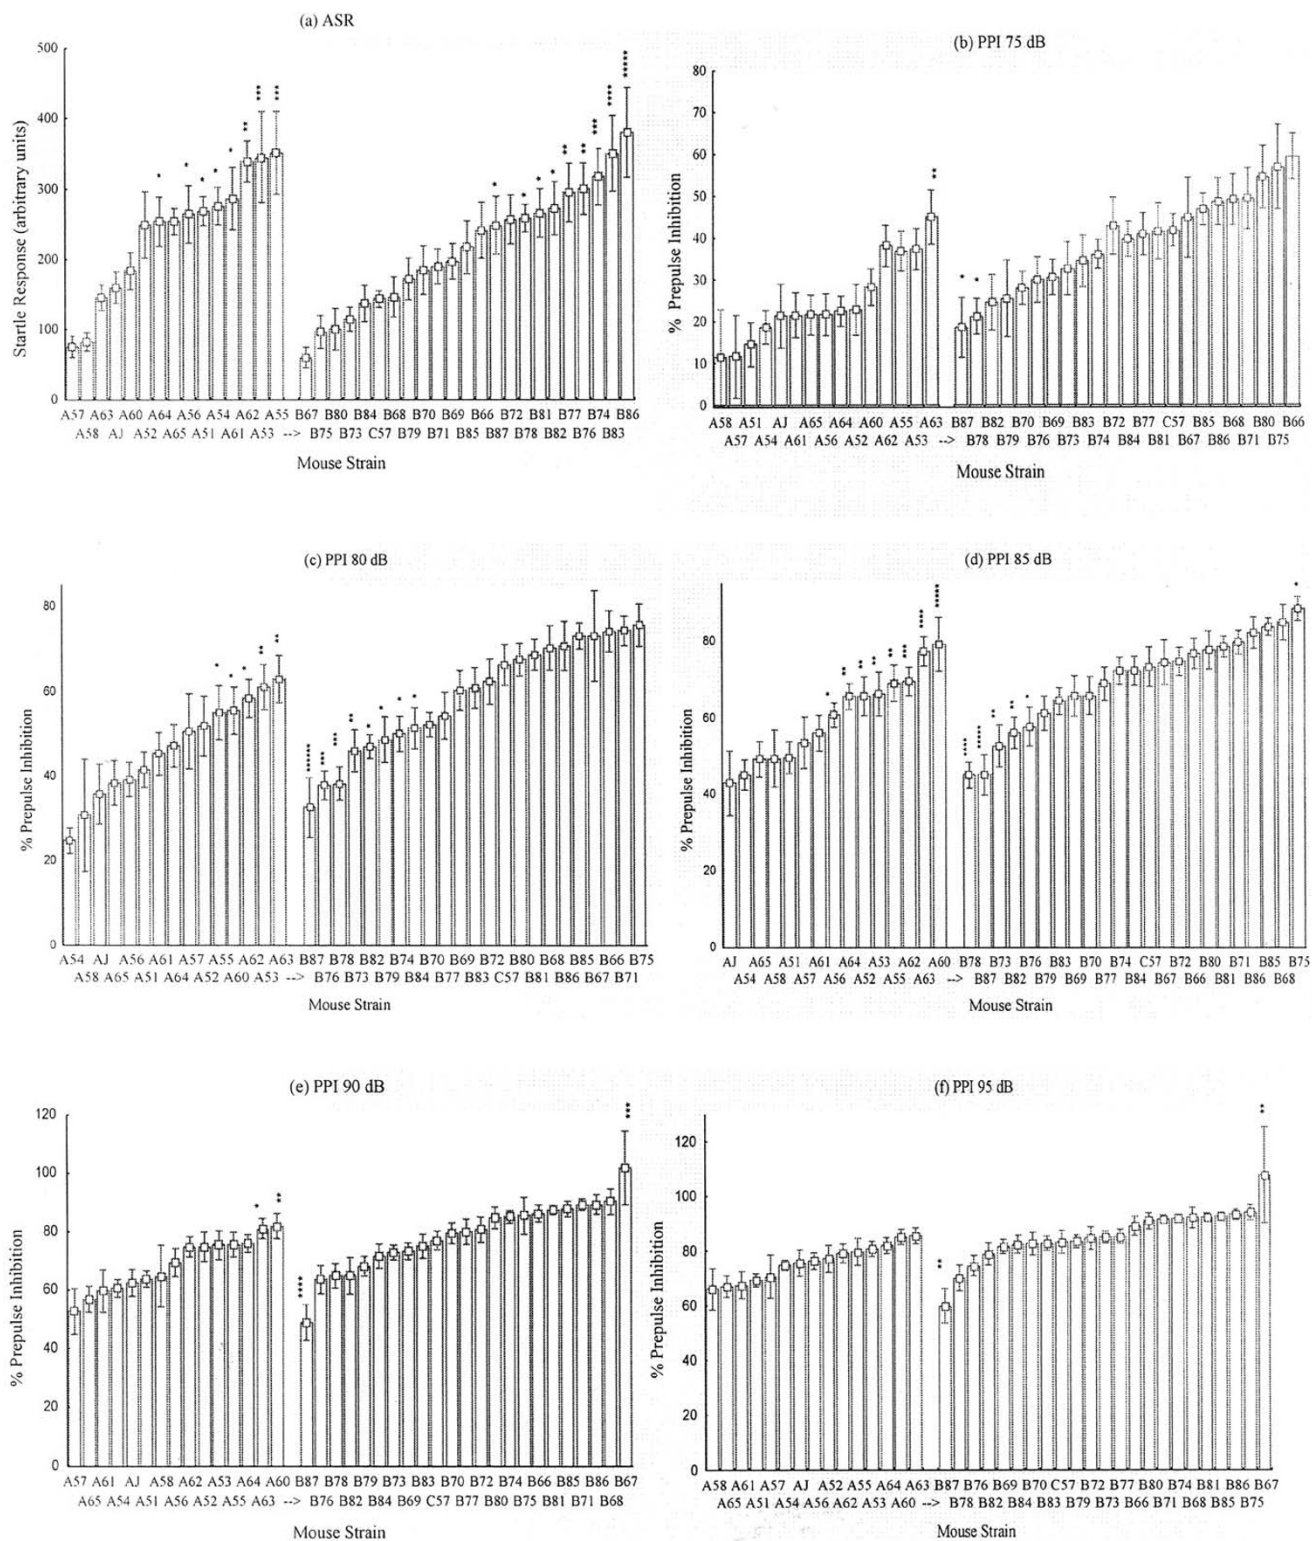 (a) ASR
Startle Response (arbitrary units)
500
400
300
200
100
0
A57 A63 A60 A64 A56 A54 A62 A55 B67 B80 B84 B68 B70 B69 B66 B72 B81 B77 B74 B86
A58 AJ A52 A65 A51 A61 A53 --> B75 B73 C57 B79 B71 B85 B87 B78 B82 B76 B83
Mouse Strain
(b) PPI 75 dB
% Prepulse Inhibition
80
70
60
50
40
30
20
10
0
A58 A51 AJ A65 A64 A60 A55 A63 B87 B82 B70 B69 B83 B72 B77 C57 B85 B68 B80 B66
A57 A54 A61 A56 A52 A62 A53 --> B78 B79 B76 B73 B74 B84 B81 B67 B86 B71 B75
Mouse Strain
(c) PPI 80 dB
% Prepulse Inhibition
80
60
40
20
0
A54 AJ A56 A61 A57 A55 A62 A63 B87 B78 B82 B74 B70 B69 B72 B80 B68 B85 B66 B75
A58 A65 A51 A64 A52 A60 A53 --> B76 B73 B79 B84 B77 B83 C57 B81 B86 B67 B71
Mouse Strain
(d) PPI 85 dB
% Prepulse Inhibition
80
60
40
20
0
AJ A65 A51 A61 A64 A53 A62 A60 B78 B73 B76 B83 B70 B74 C57 B72 B80 B71 B85 B75
A54 A58 A57 A56 A52 A55 A63 --> B87 B82 B79 B69 B77 B84 B67 B66 B81 B86 B68
Mouse Strain
(e) PPI 90 dB
% Prepulse Inhibition
120
100
80
60
40
20
0
A57 A61 AJ A58 A62 A53 A64 A60 B87 B78 B79 B73 B83 B70 B72 B74 B66 B85 B86 B67
A65 A54 A51 A56 A52 A55 A63 --> B76 B82 B84 B69 C57 B77 B80 B75 B81 B71 B68
Mouse Strain
(f) PPI 95 dB
% Prepulse Inhibition
120
100
80
60
40
20
0
A58 A61 A57 AJ A52 A55 A64 A63 B87 B76 B69 B70 C57 B72 B77 B80 B74 B81 B86 B67
A65 A51 A54 A56 A62 A53 A60 --> B78 B82 B84 B83 B79 B73 B66 B71 B68 B85 B75
Mouse Strain